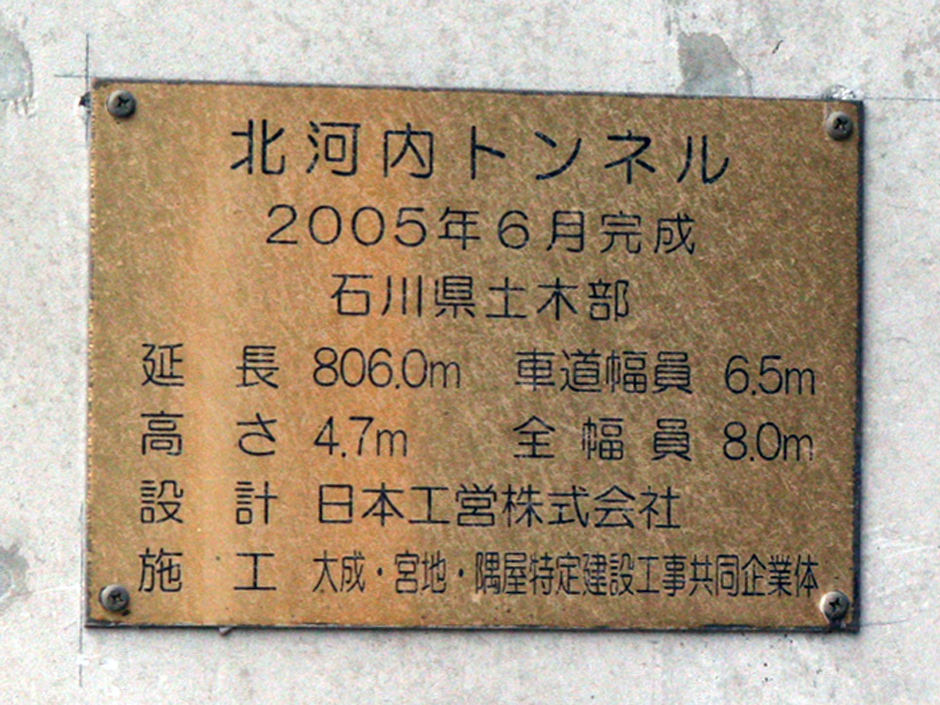 北河内トンネル
2005年6月完成
石川県土木部
延 長 806.0m 車道幅員 6.5m
高 さ 4.7m 全幅員 8.0m
設 計 日本工営株式会社
施 工 大成・宮地・隅屋特定建設工事共同企業体